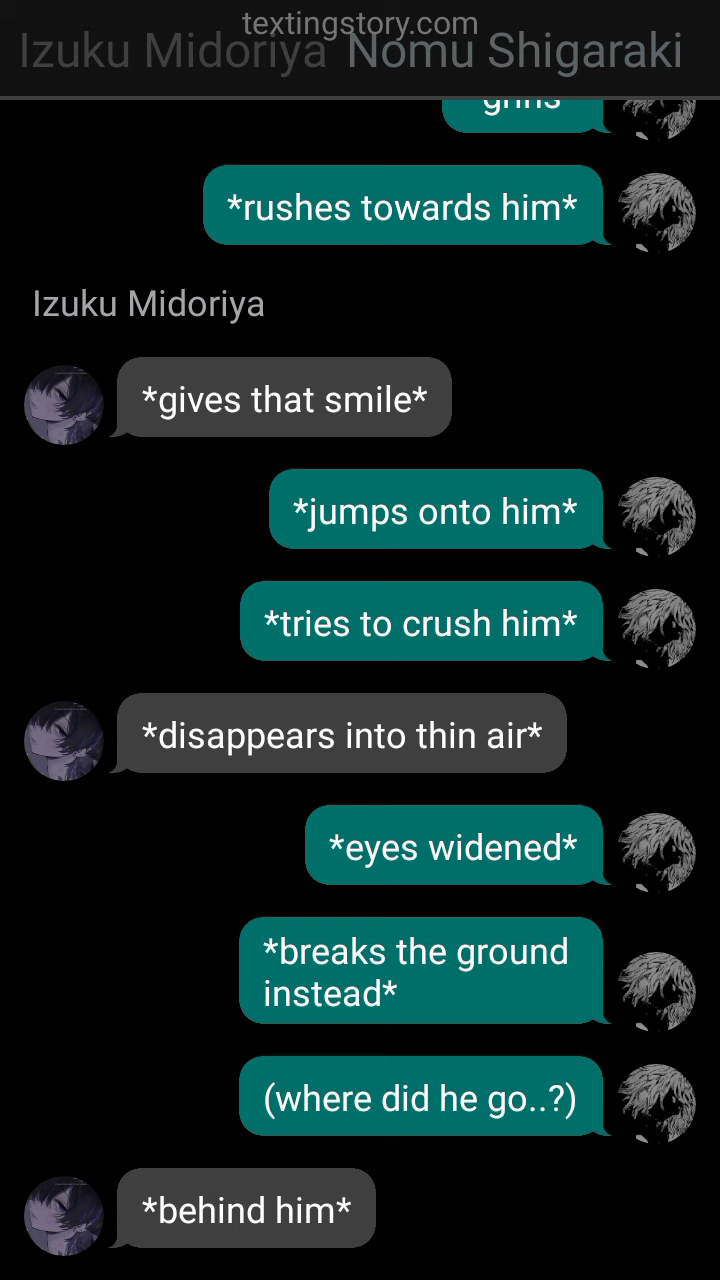 textingstory.com
Izuku Midoriya Nomu Shigaraki
*rushes towards him*
Izuku Midoriya
*gives that smile*
*jumps onto him*
*tries to crush him*
*disappears into thin air*
*eyes widened*
*breaks the ground
instead*
(where did he go..?)
*behind him*